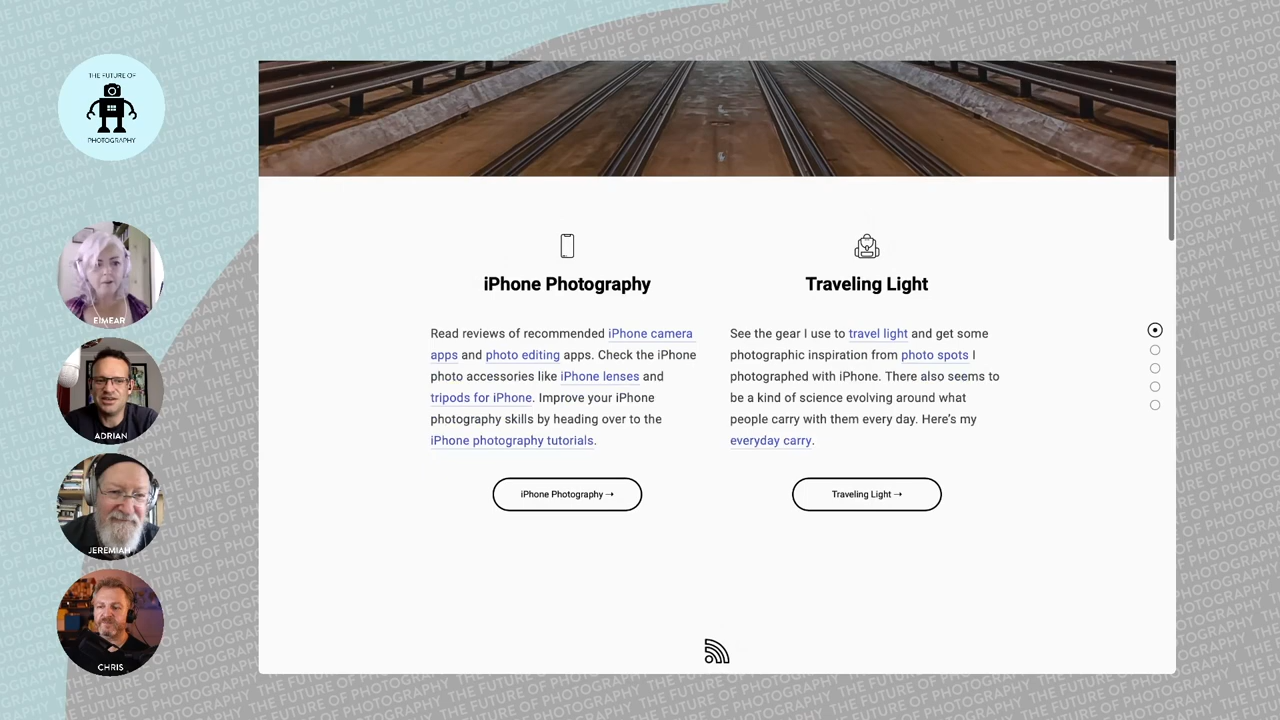 THE FUTURE OF
PHOTOGRAPHY
EIMEAR
ADRIAN
JEREMIAH
CHRIS
iPhone Photography
Read reviews of recommended iPhone camera
apps and photo editing apps. Check the iPhone
photo accessories like iPhone lenses and
tripods for iPhone. Improve your iPhone
photography skills by heading over to the
iPhone photography tutorials.
iPhone Photography →
Traveling Light
See the gear I use to travel light and get some
photographic inspiration from photo spots I
photographed with iPhone. There also seems to
be a kind of science evolving around what
people carry with them every day. Here’s my
everyday carry.
Traveling Light →
THE FUTURE OF PHOTOGRAPHY